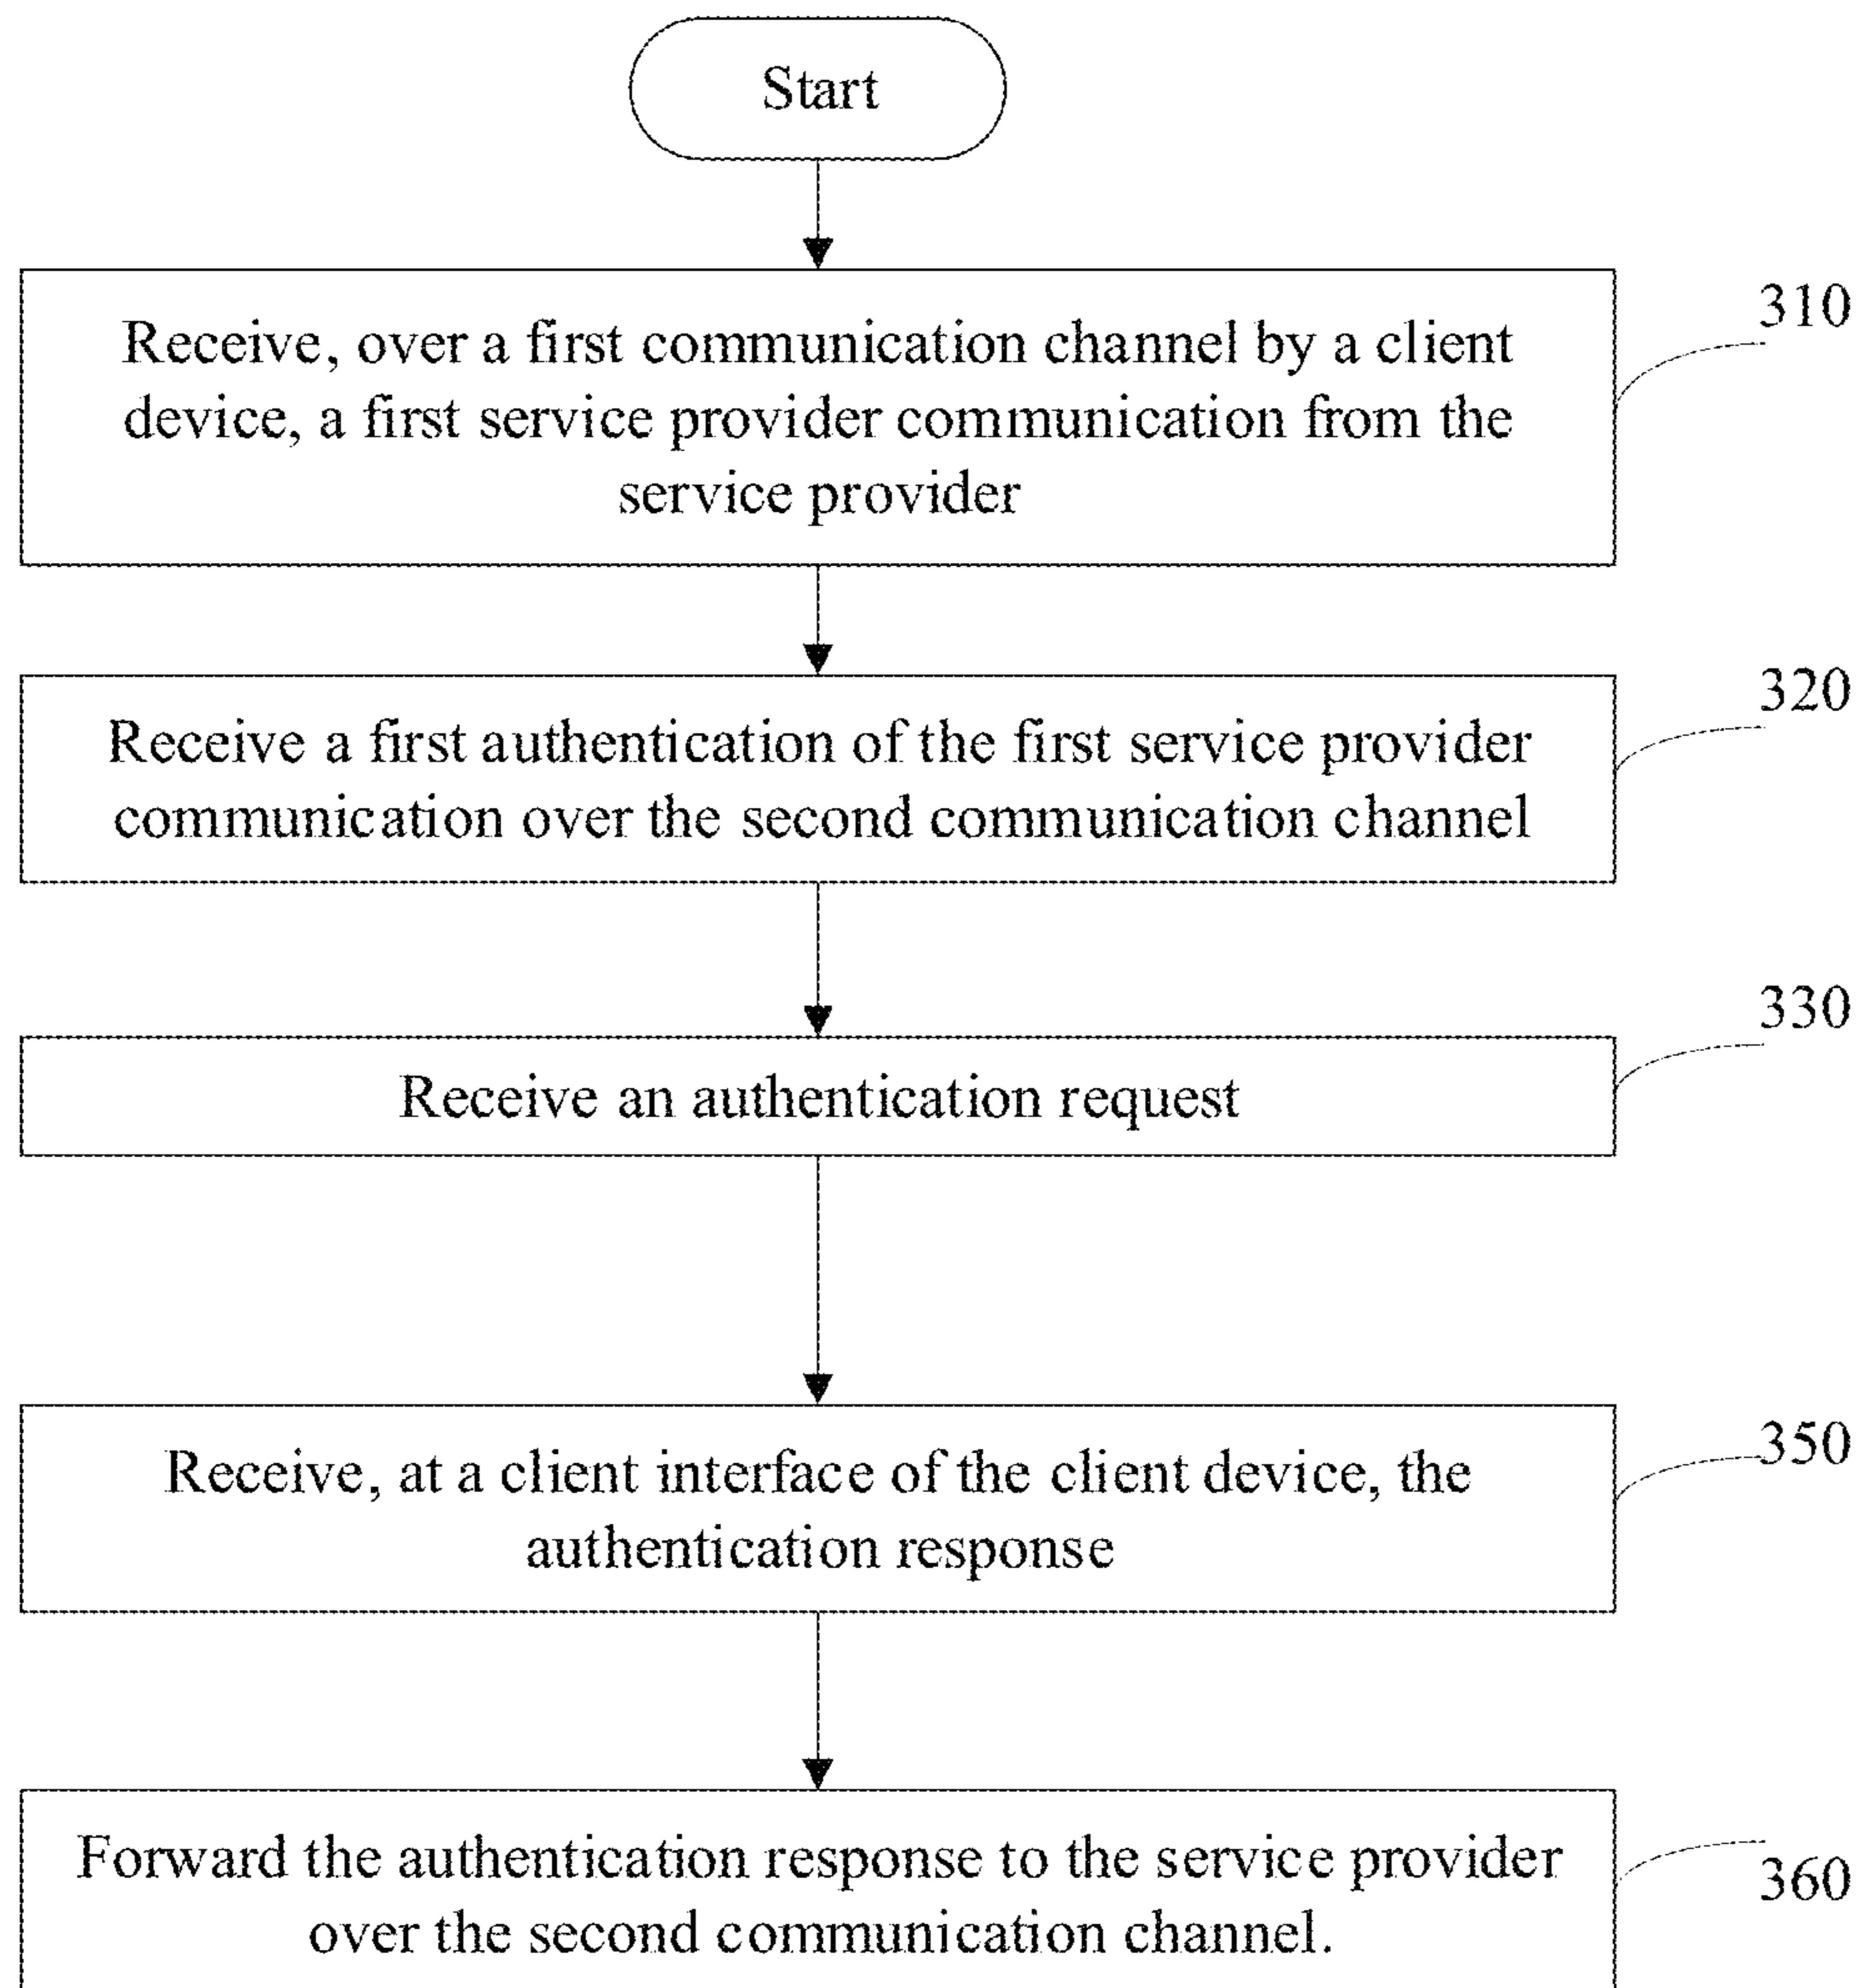 Start
310
Receive, over a first communication channel by a client
device, a first service provider communication from the
service provider
320
Receive a first authentication of the first service provider
communication over the second communication channel
330
Receive an authentication request
350
Receive, at a client interface of the client device, the
authentication response
360
Forward the authentication response to the service provider
over the second communication channel.